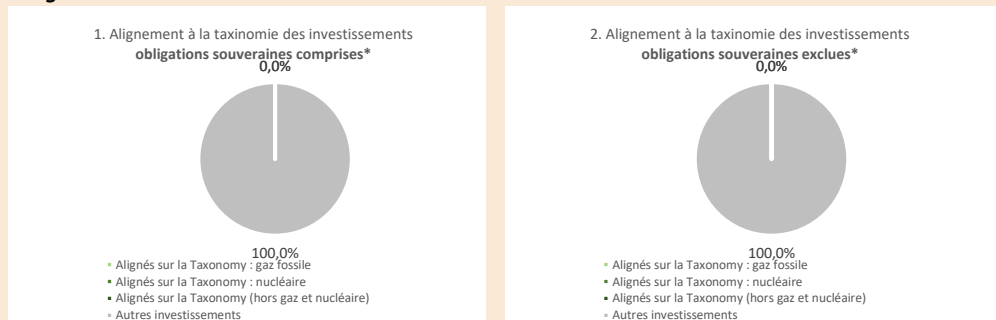 1. Alignement à la taxinomie des investissements
obligations souveraines comprises*
0,0%
100,0%
Alignés sur la Taxonomy : gaz fossile
Alignés sur la Taxonomy : nucléaire
Alignés sur la Taxonomy (hors gaz et nucléaire)
Autres investissements
2. Alignement à la taxinomie des investissements
obligations souveraines exclues*
0,0%
100,0%
Alignés sur la Taxonomy : gaz fossile
Alignés sur la Taxonomy : nucléaire
Alignés sur la Taxonomy (hors gaz et nucléaire)
Autres investissements